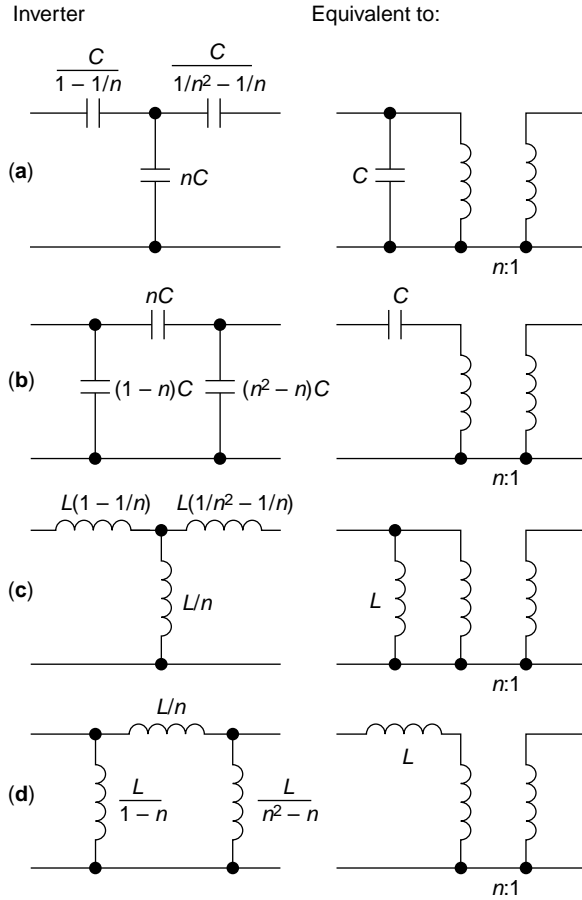 Inverter Equivalent to:
C/(1 – 1/n) C/(1/n² – 1/n)
(a) nC C
n:1
nC C
(b) (1 – n)C (n² – n)C
n:1
L(1 – 1/n) L(1/n² – 1/n)
(c) L/n L
n:1
L/n L
(d) L/(1 – n) L/(n² – n)
n:1